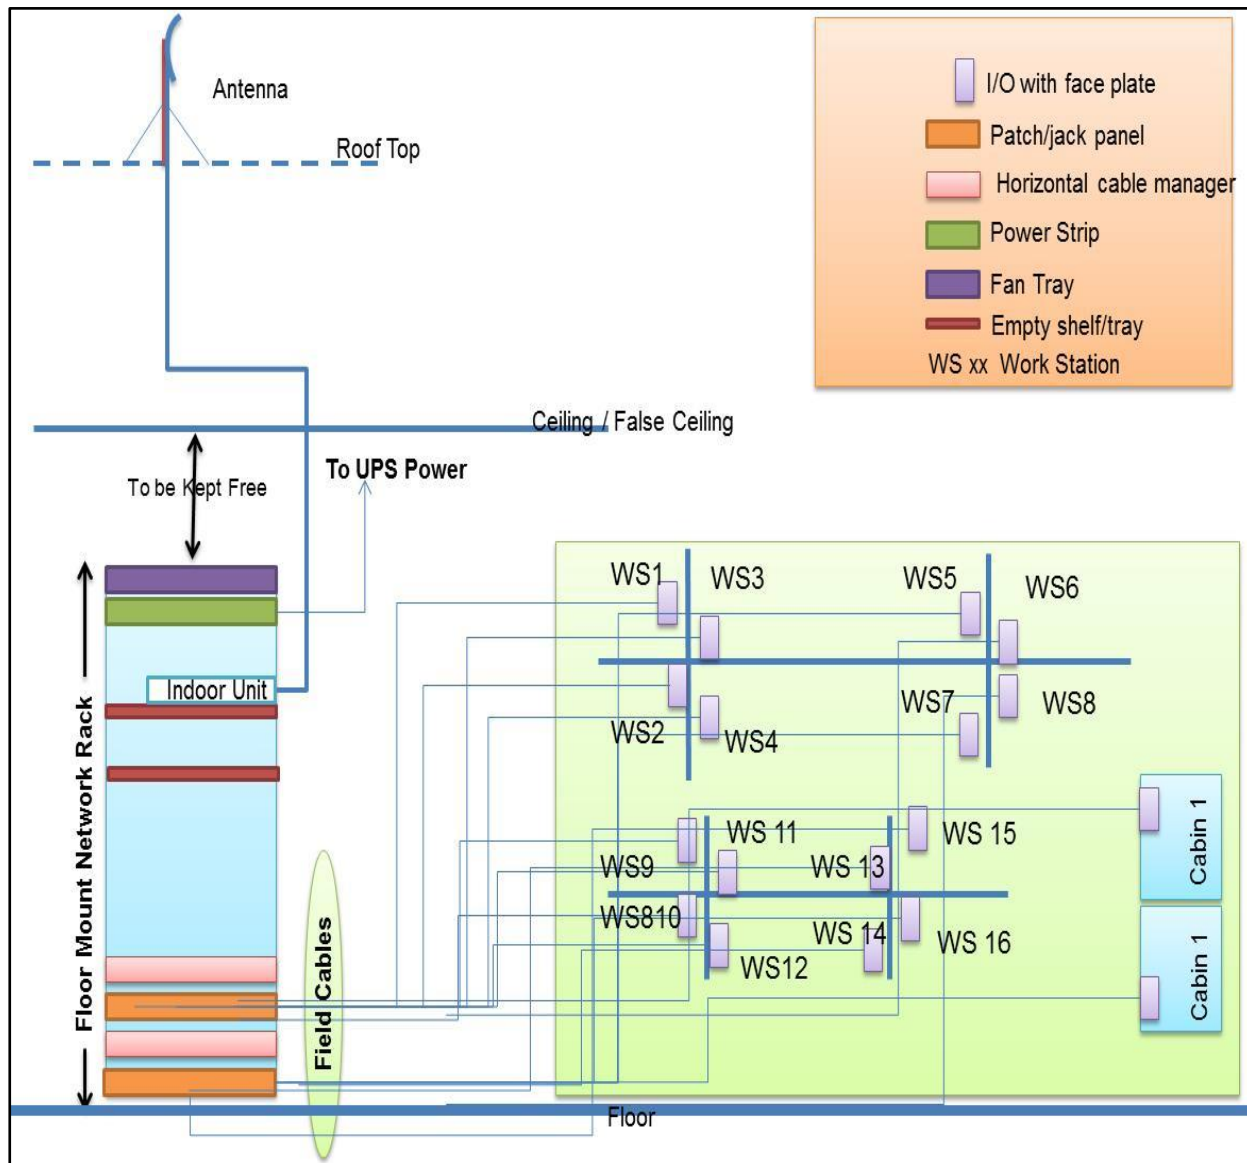 Antenna
Roof Top
I/O with face plate
Patch/jack panel
Horizontal cable manager
Power Strip
Fan Tray
Empty shelf/tray
WS xx Work Station
Ceiling / False Ceiling
To be Kept Free
To UPS Power
Floor Mount Network Rack
Indoor Unit
Field Cables
WS1
WS3
WS5
WS6
WS2
WS4
WS7
WS8
WS 11
WS 15
WS9
WS 13
WS810
WS 14
WS 16
WS12
Cabin 1
Cabin 1
Floor